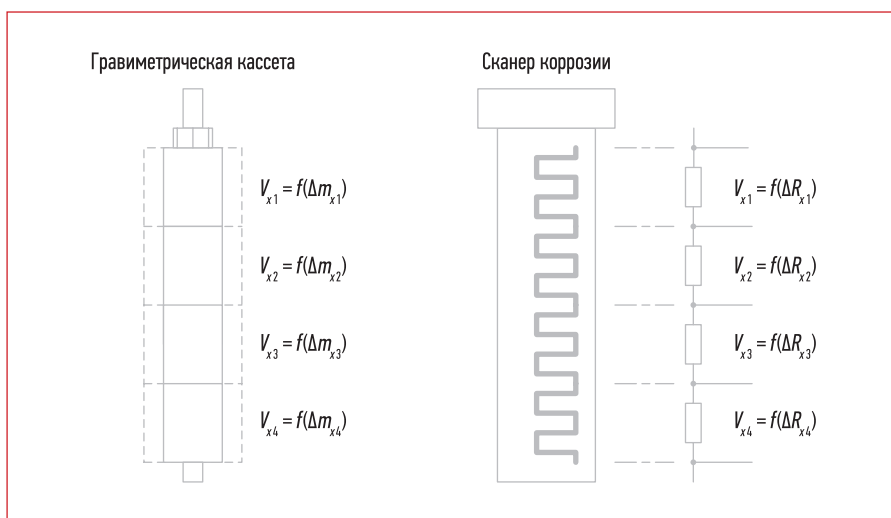 Гравиметрическая кассета
V_x1 = f(Δm_x1)
V_x2 = f(Δm_x2)
V_x3 = f(Δm_x3)
V_x4 = f(Δm_x4)
Сканер коррозии
V_x1 = f(ΔR_x1)
V_x2 = f(ΔR_x2)
V_x3 = f(ΔR_x3)
V_x4 = f(ΔR_x4)